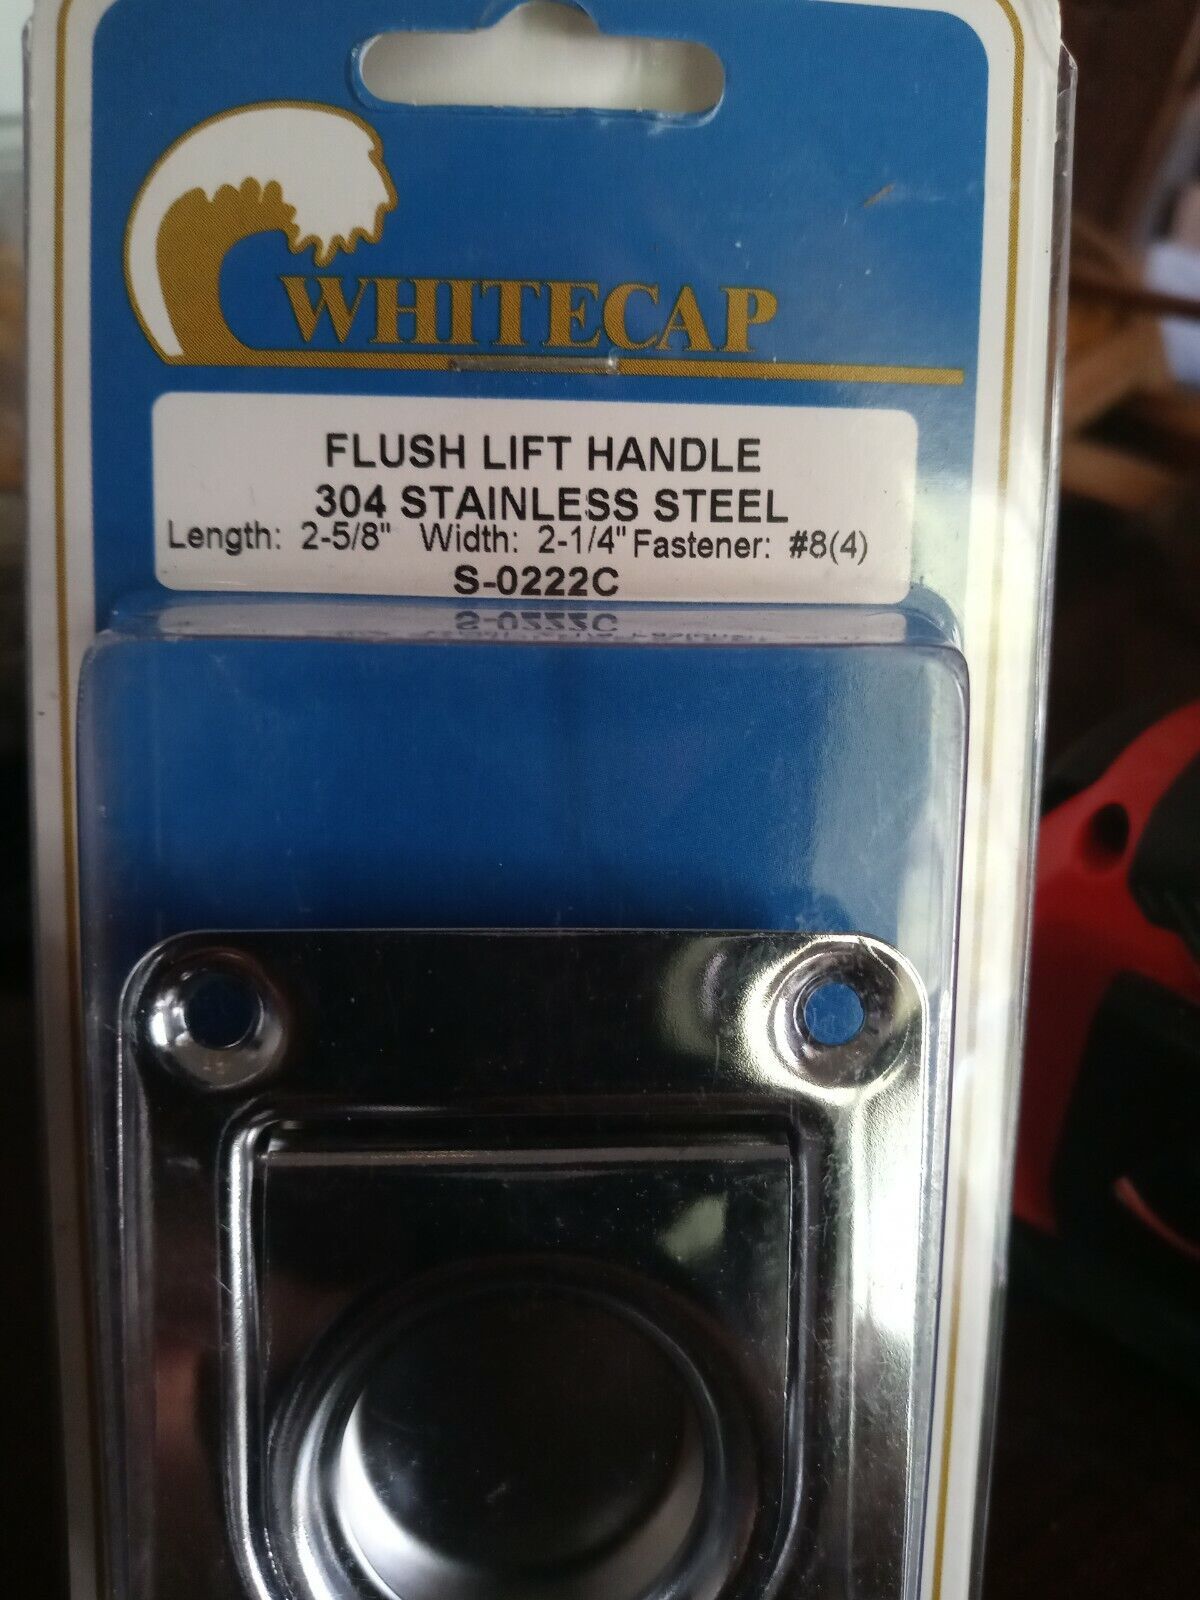 WHITECAP
FLUSH LIFT HANDLE
304 STAINLESS STEEL
Length: 2-5/8" Width: 2-1/4" Fastener: #8(4)
S-0222C